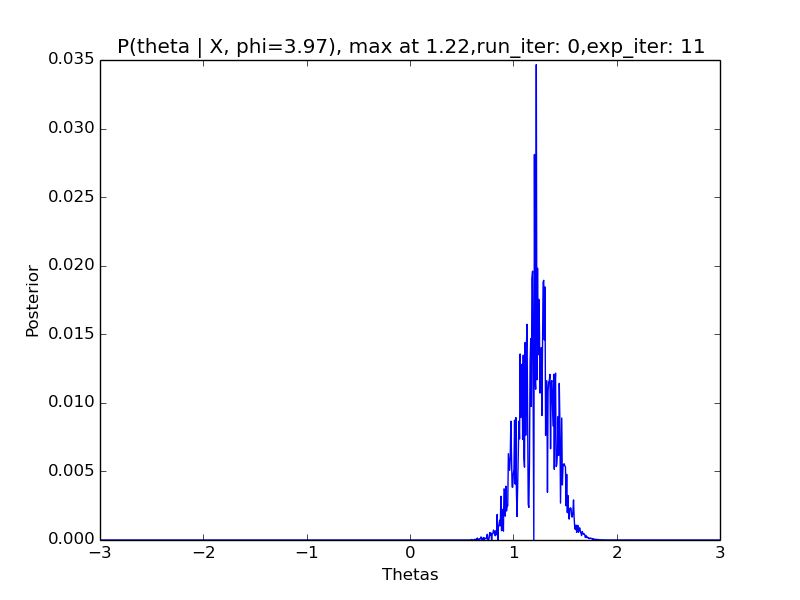 P(theta | X, phi=3.97), max at 1.22,run_iter: 0,exp_iter: 11
0.035
0.030
0.025
0.020
0.015
0.010
0.005
0.000
Posterior
−3 −2 −1 0 1 2 3
Thetas